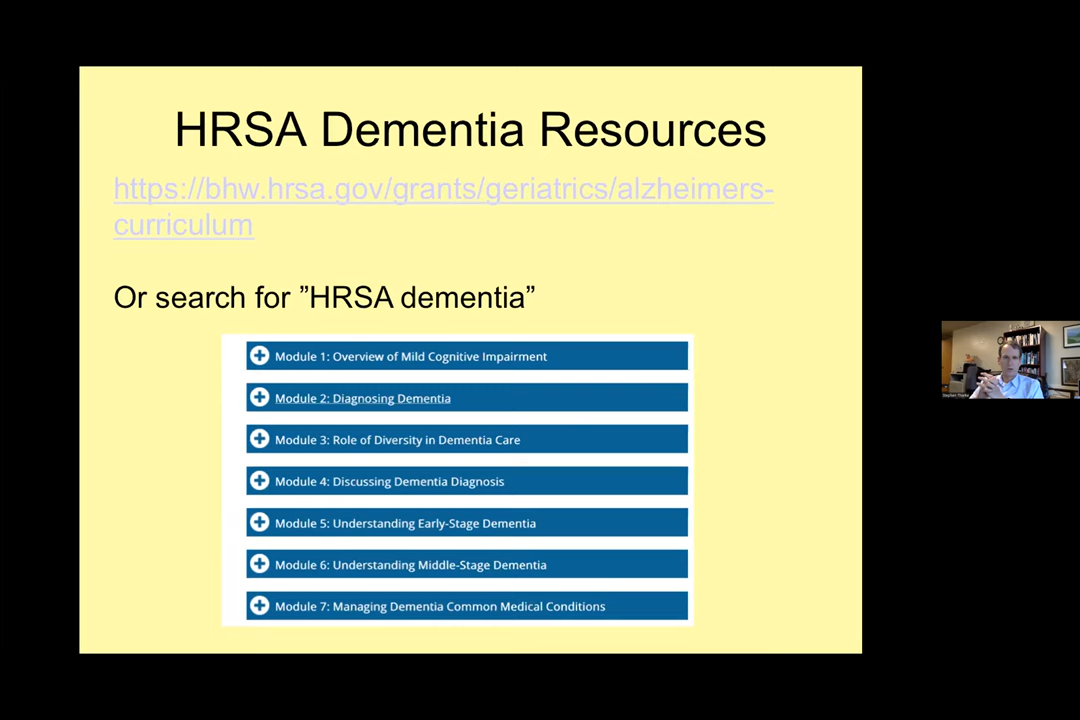 HRSA Dementia Resources
https://bhw.hrsa.gov/grants/geriatrics/alzheimers-
curriculum
Or search for ”HRSA dementia”
Module 1: Overview of Mild Cognitive Impairment
Module 2: Diagnosing Dementia
Module 3: Role of Diversity in Dementia Care
Module 4: Discussing Dementia Diagnosis
Module 5: Understanding Early-Stage Dementia
Module 6: Understanding Middle-Stage Dementia
Module 7: Managing Dementia Common Medical Conditions
Stephen